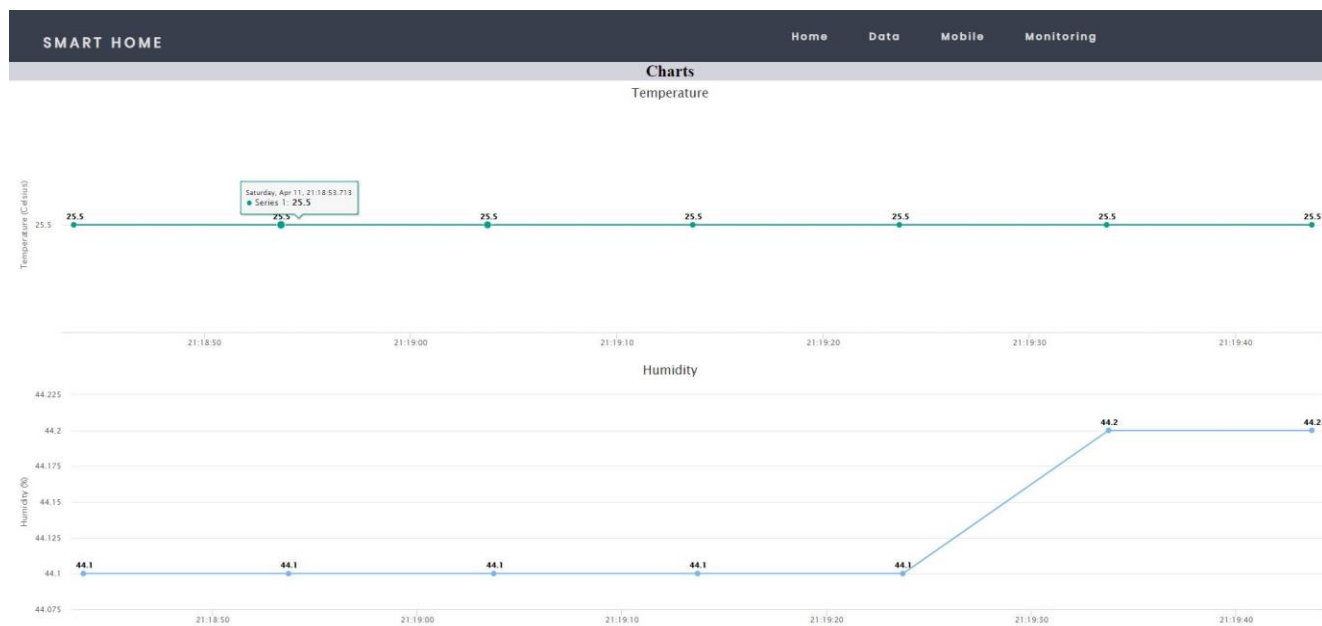 SMART HOME
Home Data Mobile Monitoring
Charts
Temperature
Temperature (Celsius)
Saturday, Apr 11, 21:18:53.713
● Series 1: 25.5
25.5 25.5 25.5 25.5 25.5 25.5 25.5
25.5
21:18:50 21:19:00 21:19:10 21:19:20 21:19:30 21:19:40
Humidity
Humidity (%)
44.225
44.2
44.2 44.2
44.175
44.15
44.125
44.1
44.1 44.1 44.1 44.1 44.1
44.075
21:18:50 21:19:00 21:19:10 21:19:20 21:19:30 21:19:40